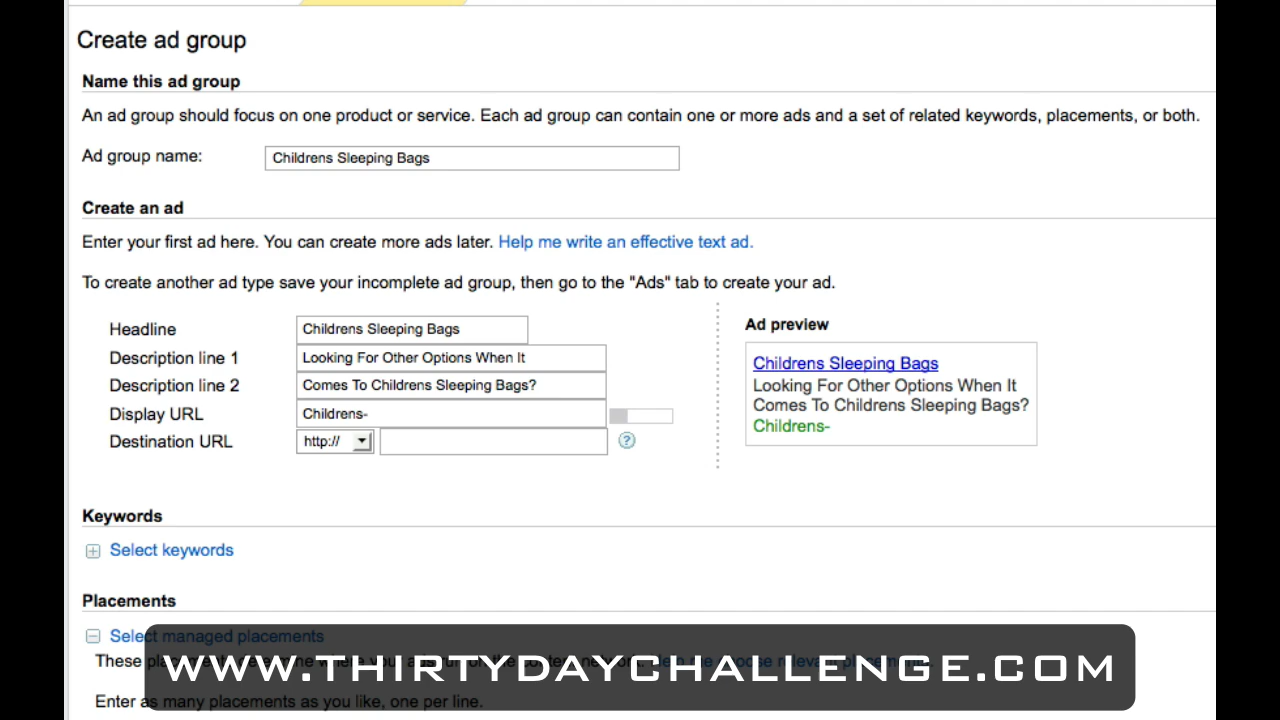 Create ad group
Name this ad group
An ad group should focus on one product or service. Each ad group can contain one or more ads and a set of related keywords, placements, or both.
Ad group name: Childrens Sleeping Bags
Create an ad
Enter your first ad here. You can create more ads later. Help me write an effective text ad.
To create another ad type save your incomplete ad group, then go to the "Ads" tab to create your ad.
Headline Childrens Sleeping Bags
Description line 1 Looking For Other Options When It
Description line 2 Comes To Childrens Sleeping Bags?
Display URL Childrens-
Destination URL http:// ?
Ad preview
Childrens Sleeping Bags
Looking For Other Options When It
Comes To Childrens Sleeping Bags?
Childrens-
Keywords
Select keywords
Placements
Select managed placements
These
WWW.THIRTYDAYCHALLENGE.COM
Enter as many placements as you like, one per line.